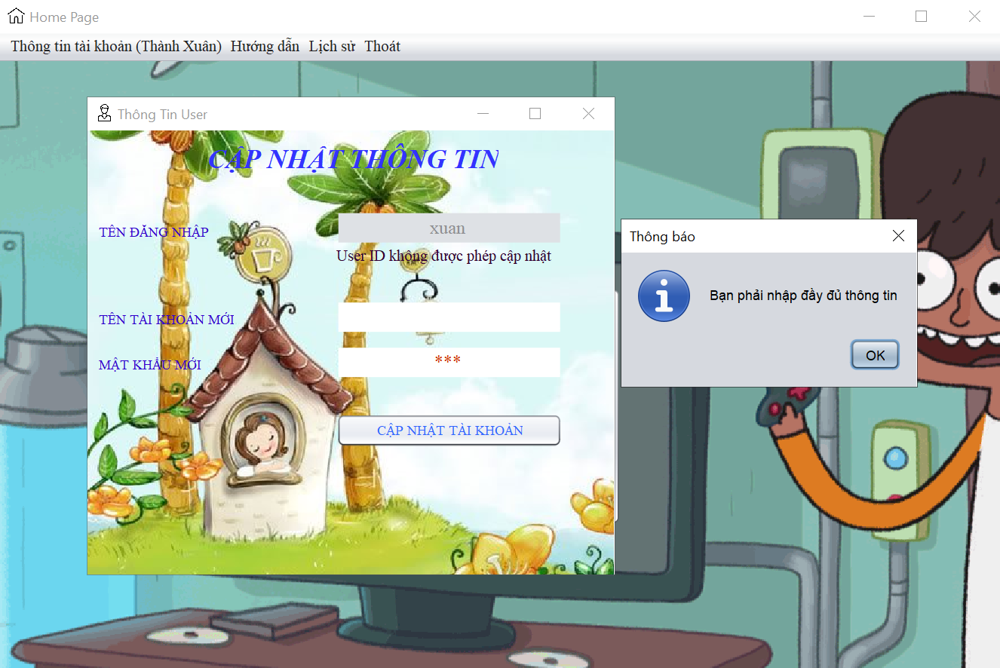 Home Page
Thông tin tài khoản (Thành Xuân) Hướng dẫn Lịch sử Thoát
Thông Tin User
CẬP NHẬT THÔNG TIN
TÊN ĐĂNG NHẬP
xuan
User ID không được phép cập nhật
TÊN TÀI KHOẢN MỚI
MẬT KHẨU MỚI
***
CẬP NHẬT TÀI KHOẢN
Thông báo
Bạn phải nhập đầy đủ thông tin
OK